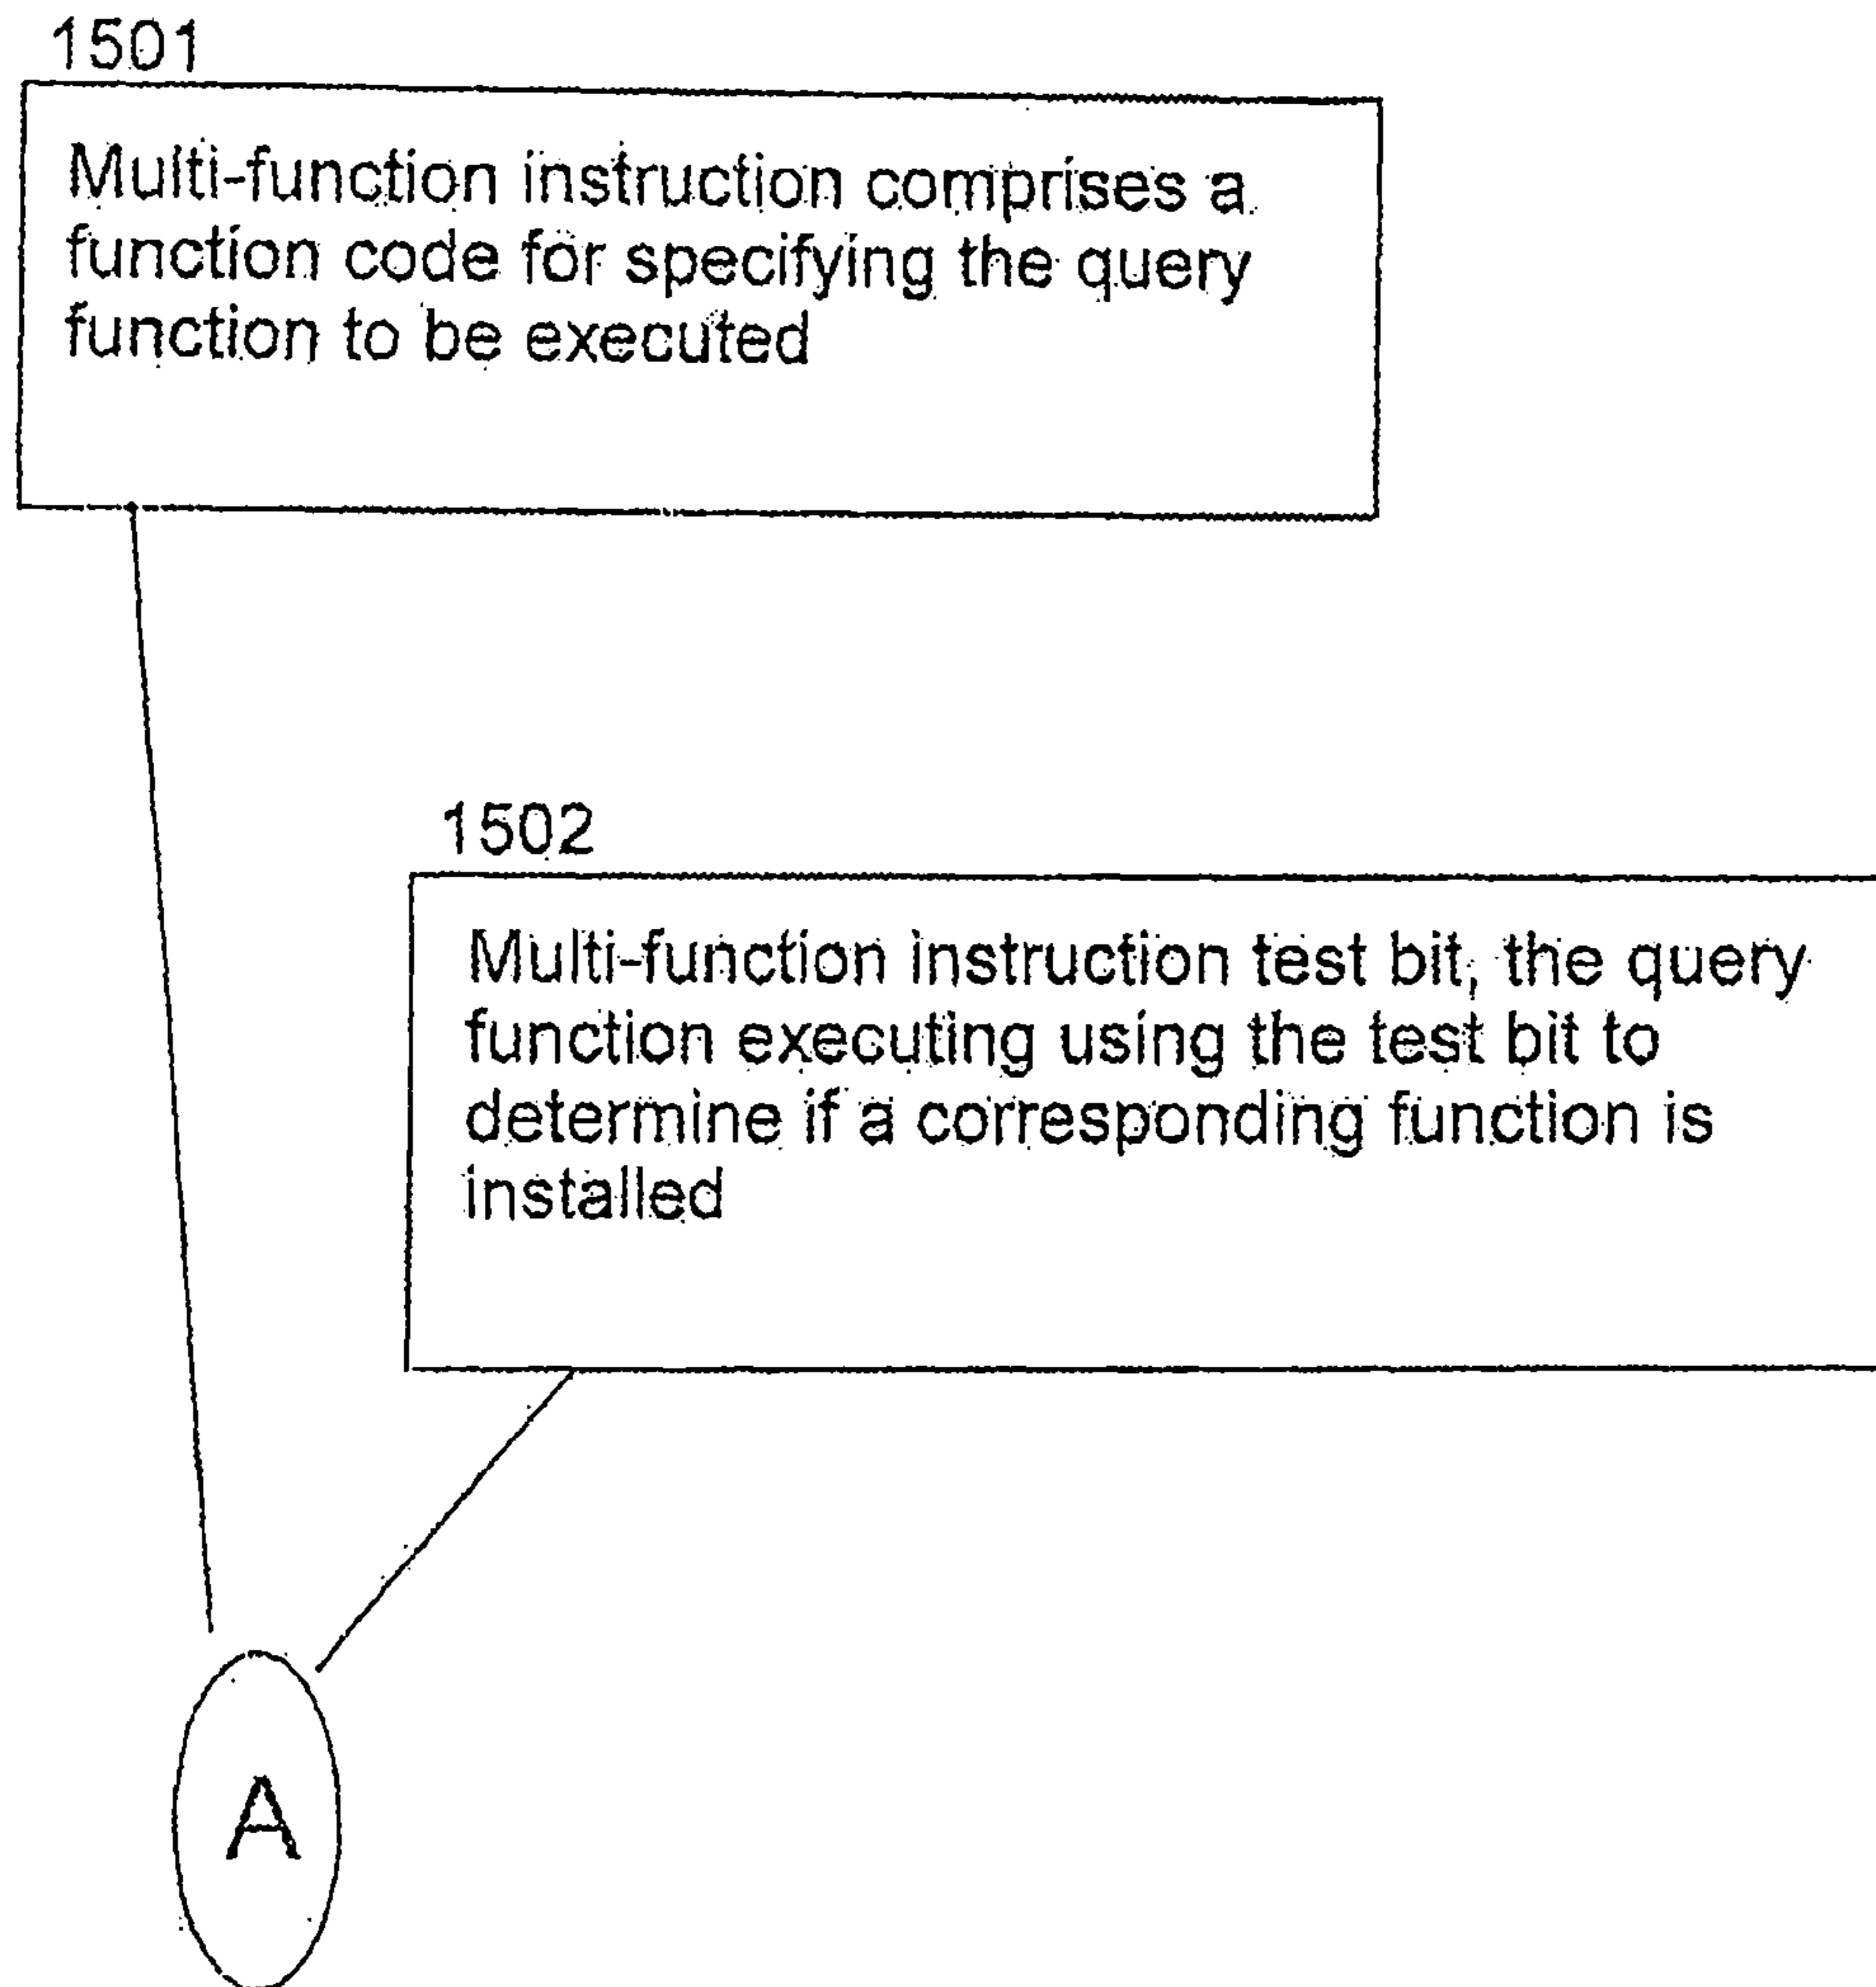 1501
Multi-function instruction comprises a
function code for specifying the query
function to be executed
1502
Multi-function instruction test bit, the query
function executing using the test bit to
determine if a corresponding function is
installed
A